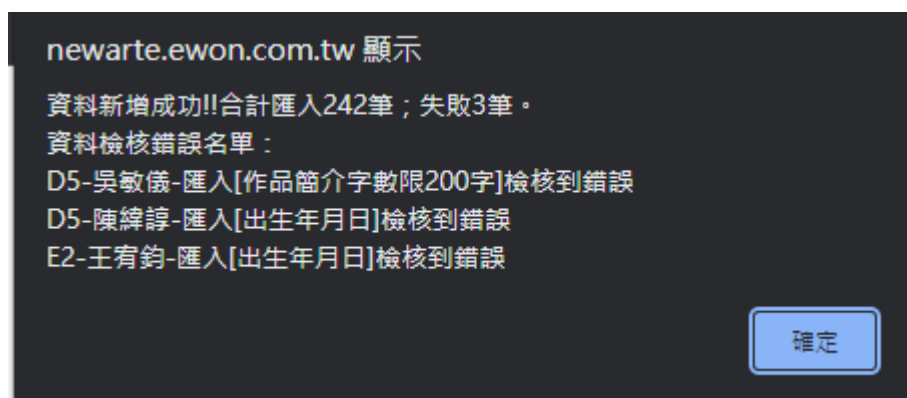 newarte.ewon.com.tw 顯示
資料新增成功!!合計匯入242筆；失敗3筆。
資料檢核錯誤名單：
D5-吳敏儀-匯入[作品簡介字數限200字]檢核到錯誤
D5-陳緯諄-匯入[出生年月日]檢核到錯誤
E2-王宥鈞-匯入[出生年月日]檢核到錯誤
確定